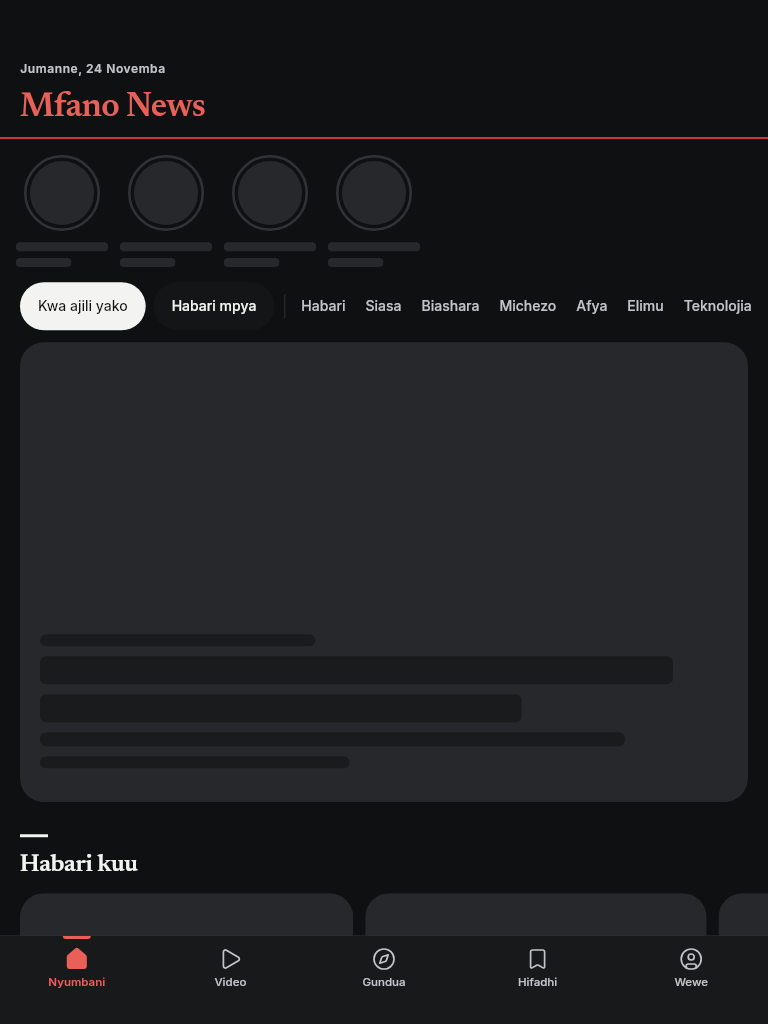 Jumanne, 24 Novemba
Mfano News
Kwa ajili yako Habari mpya Habari Siasa Biashara Michezo Afya Elimu Teknolojia
Habari kuu
Nyumbani Video Gundua Hifadhi Wewe